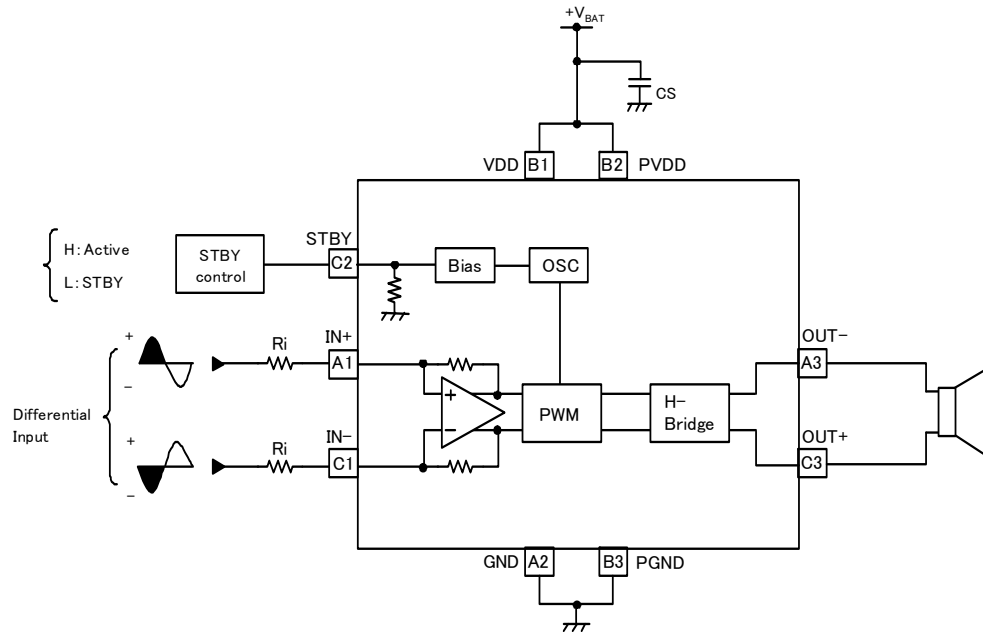 +VBAT
CS
VDD B1 B2 PVDD
H:Active
L:STBY
STBY
control
STBY
C2
Bias
OSC
Differential
Input
+
−
Ri
IN+
A1
+
−
PWM
H-
Bridge
OUT-
A3
+
−
Ri
IN-
C1
OUT+
C3
GND A2 B3 PGND